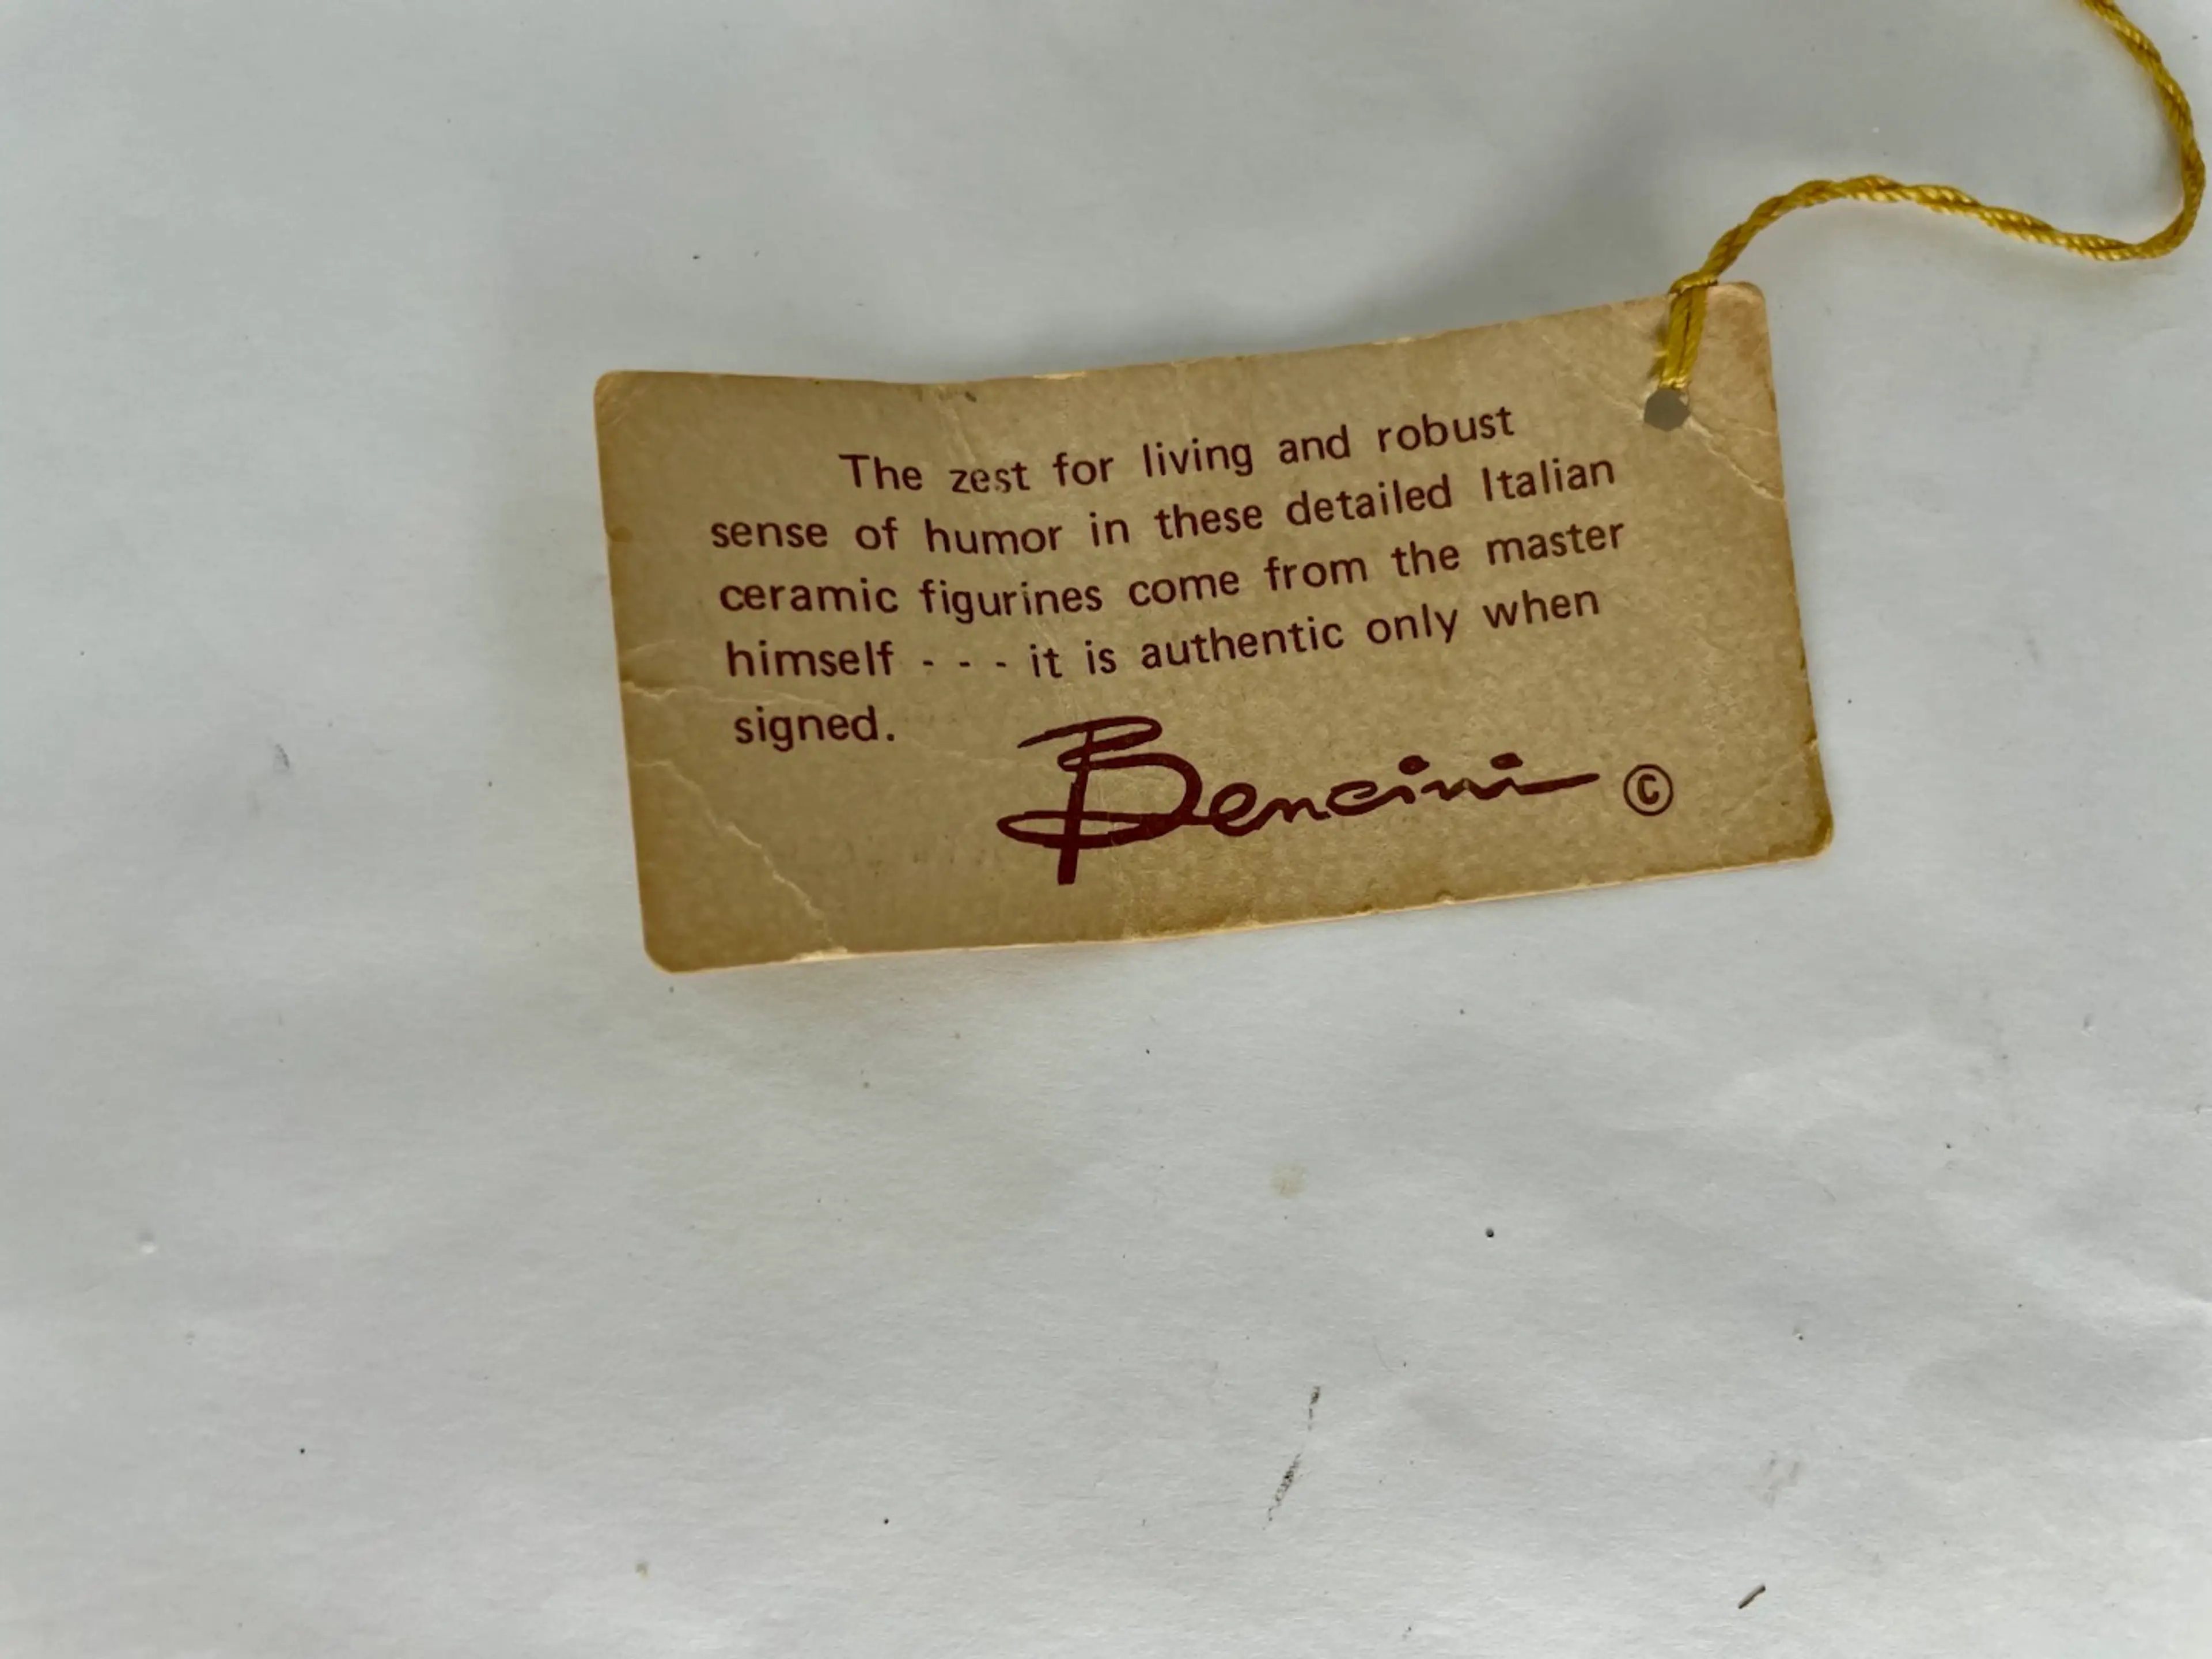 The zest for living and robust
sense of humor in these detailed Italian
ceramic figurines come from the master
himself - - - it is authentic only when
signed.
Bencini ©